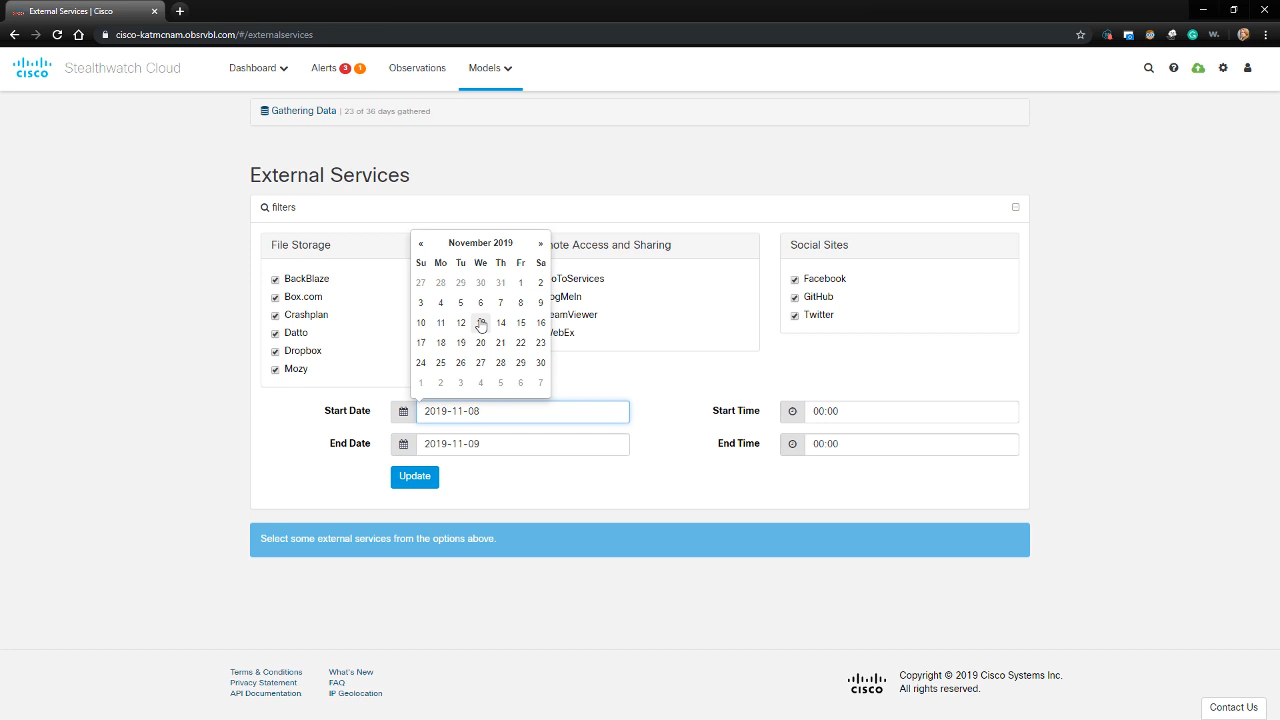 External Services | Cisco
cisco-katmcnam.obsrvbl.com/#/externalservices
CISCO Stealthwatch Cloud Dashboard Alerts 3 1 Observations Models
Gathering Data | 23 of 36 days gathered
External Services
filters
File Storage
BackBlaze
Box.com
Crashplan
Datto
Dropbox
Mozy
« November 2019 »
Su Mo Tu We Th Fr Sa
27 28 29 30 31 1 2
3 4 5 6 7 8 9
10 11 12 14 15 16
17 18 19 20 21 22 23
24 25 26 27 28 29 30
1 2 3 4 5 6 7
Access and Sharing
Social Sites
Facebook
GitHub
Twitter
Start Date 2019-11-08 Start Time 00:00
End Date 2019-11-09 End Time 00:00
Update
Select some external services from the options above.
Terms & Conditions What's New
Privacy Statement FAQ
API Documentation IP Geolocation
CISCO
Copyright © 2019 Cisco Systems Inc.
All rights reserved.
Contact Us